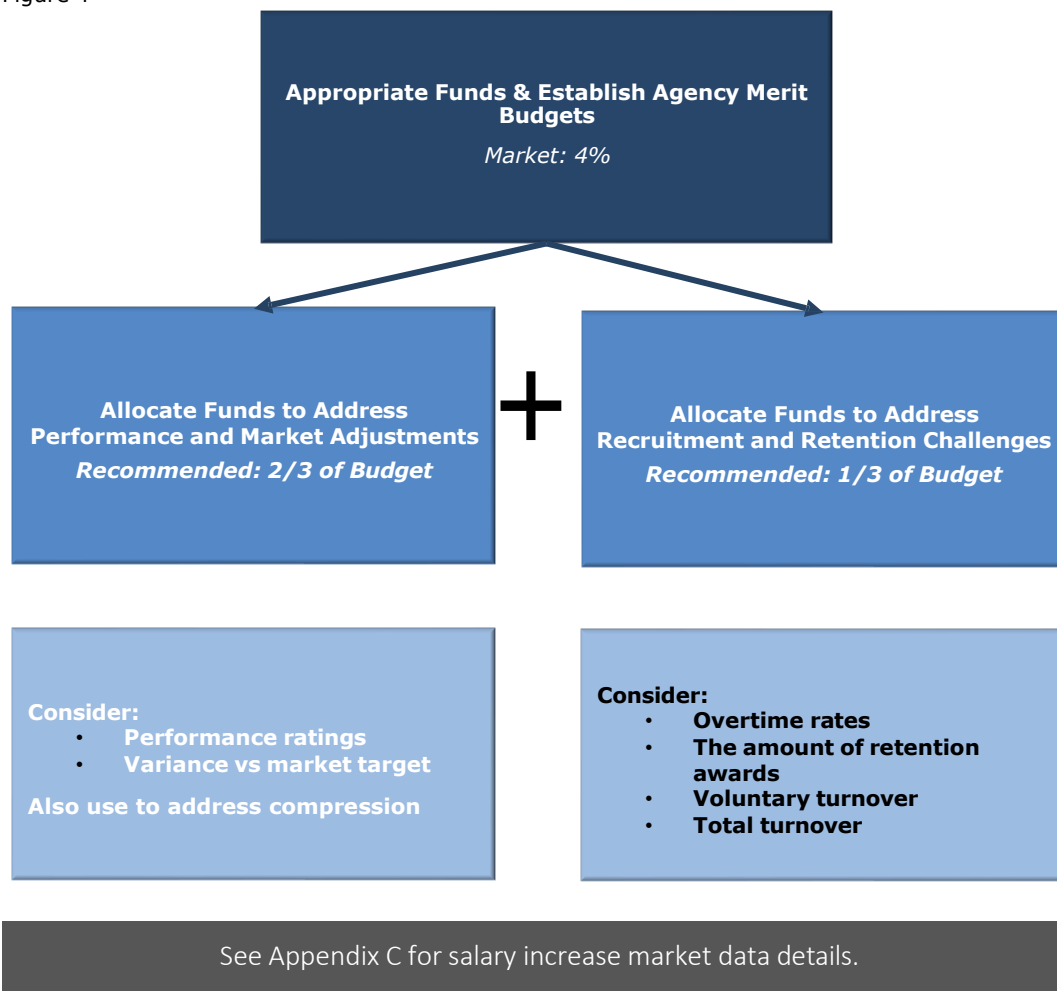 Appropriate Funds & Establish Agency Merit
Budgets
Market: 4%
Allocate Funds to Address
Performance and Market Adjustments
Recommended: 2/3 of Budget
+
Allocate Funds to Address
Recruitment and Retention Challenges
Recommended: 1/3 of Budget
Consider:
• Performance ratings
• Variance vs market target
Also use to address compression
Consider:
• Overtime rates
• The amount of retention
awards
• Voluntary turnover
• Total turnover
See Appendix C for salary increase market data details.